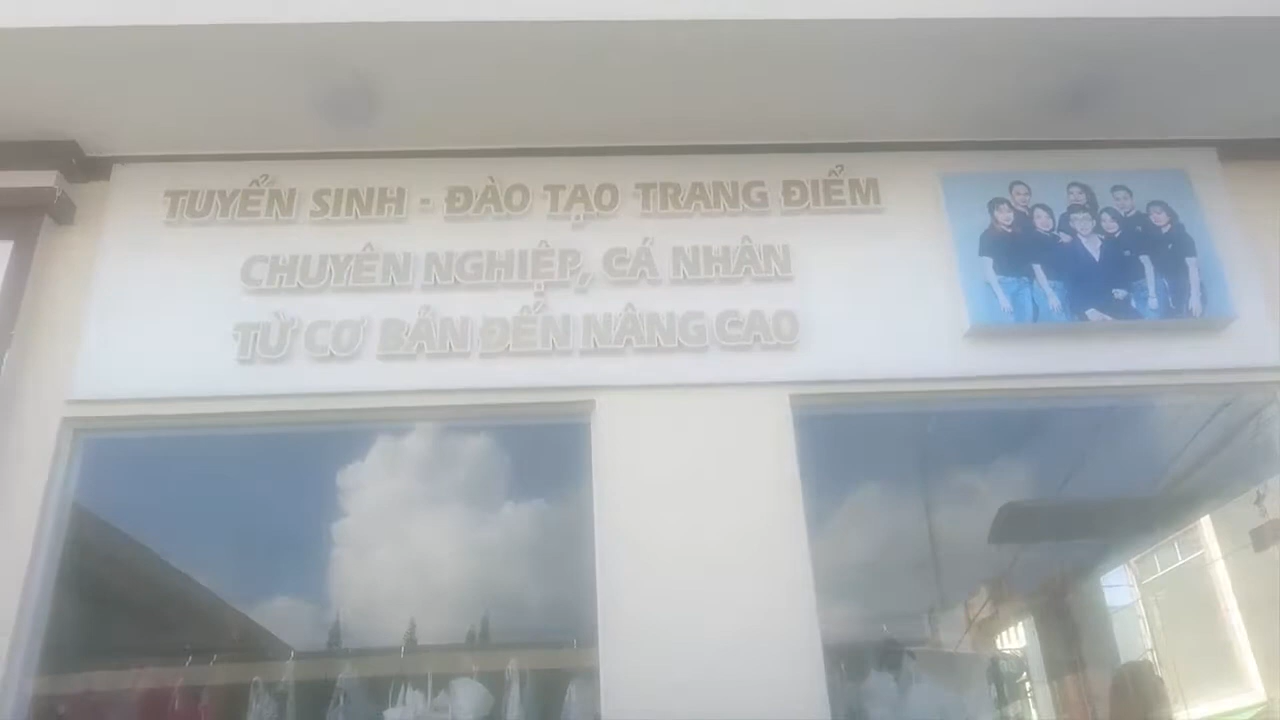 TUYỂN SINH - ĐÀO TẠO TRANG ĐIỂM
CHUYÊN NGHIỆP, CÁ NHÂN
TỪ CƠ BẢN ĐẾN NÂNG CAO